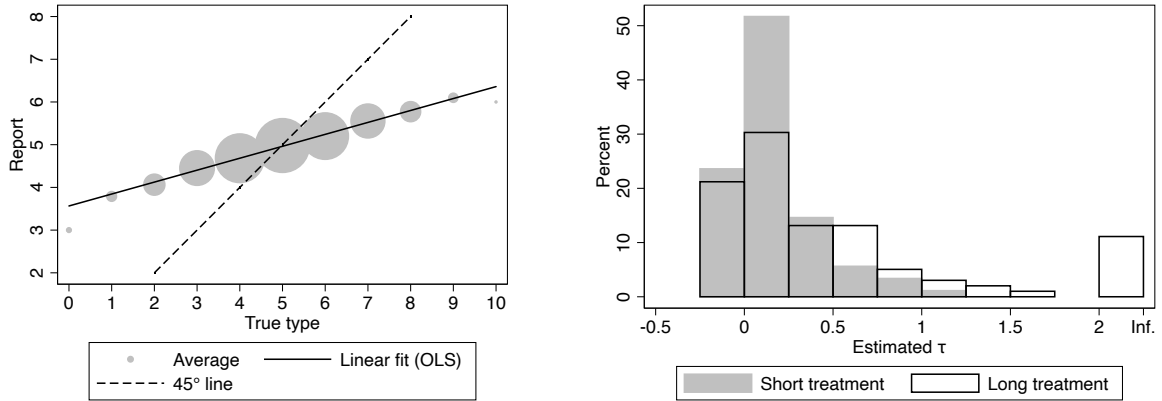 8
7
6
5
4
3
2
Report
0 1 2 3 4 5 6 7 8 9 10
True type
Average Linear fit (OLS)
45° line
50
40
30
20
10
0
Percent
-0.5 0 0.5 1 1.5 2 Inf.
Estimated τ
Short treatment Long treatment